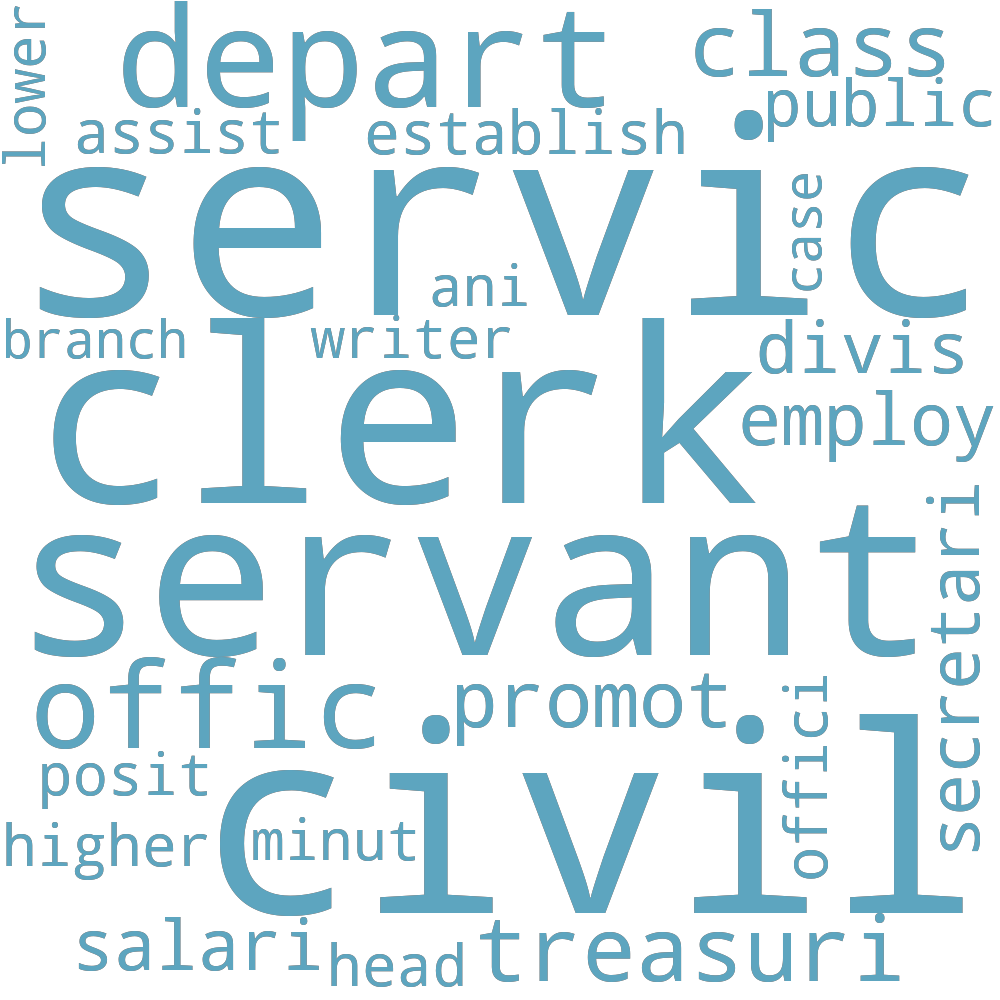 lower
depart
class
public
assist
establish
servic
case
ani
branch
writer
divis
clerk
employ
servant
secretari
offic
promot
offici
posit
civil
higher
minut
salari
head
treasuri